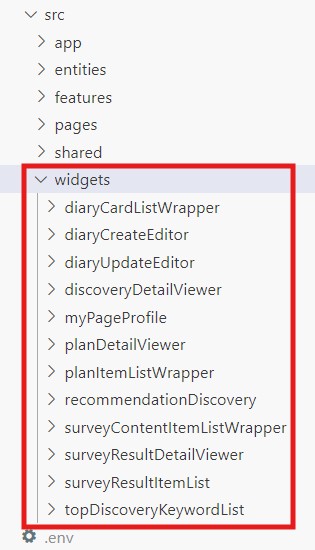 src
app
entities
features
pages
shared
widgets
diaryCardListWrapper
diaryCreateEditor
diaryUpdateEditor
discoveryDetailViewer
myPageProfile
planDetailViewer
planItemListWrapper
recommendationDiscovery
surveyContentItemListWrapper
surveyResultDetailViewer
surveyResultItemList
topDiscoveryKeywordList
.env